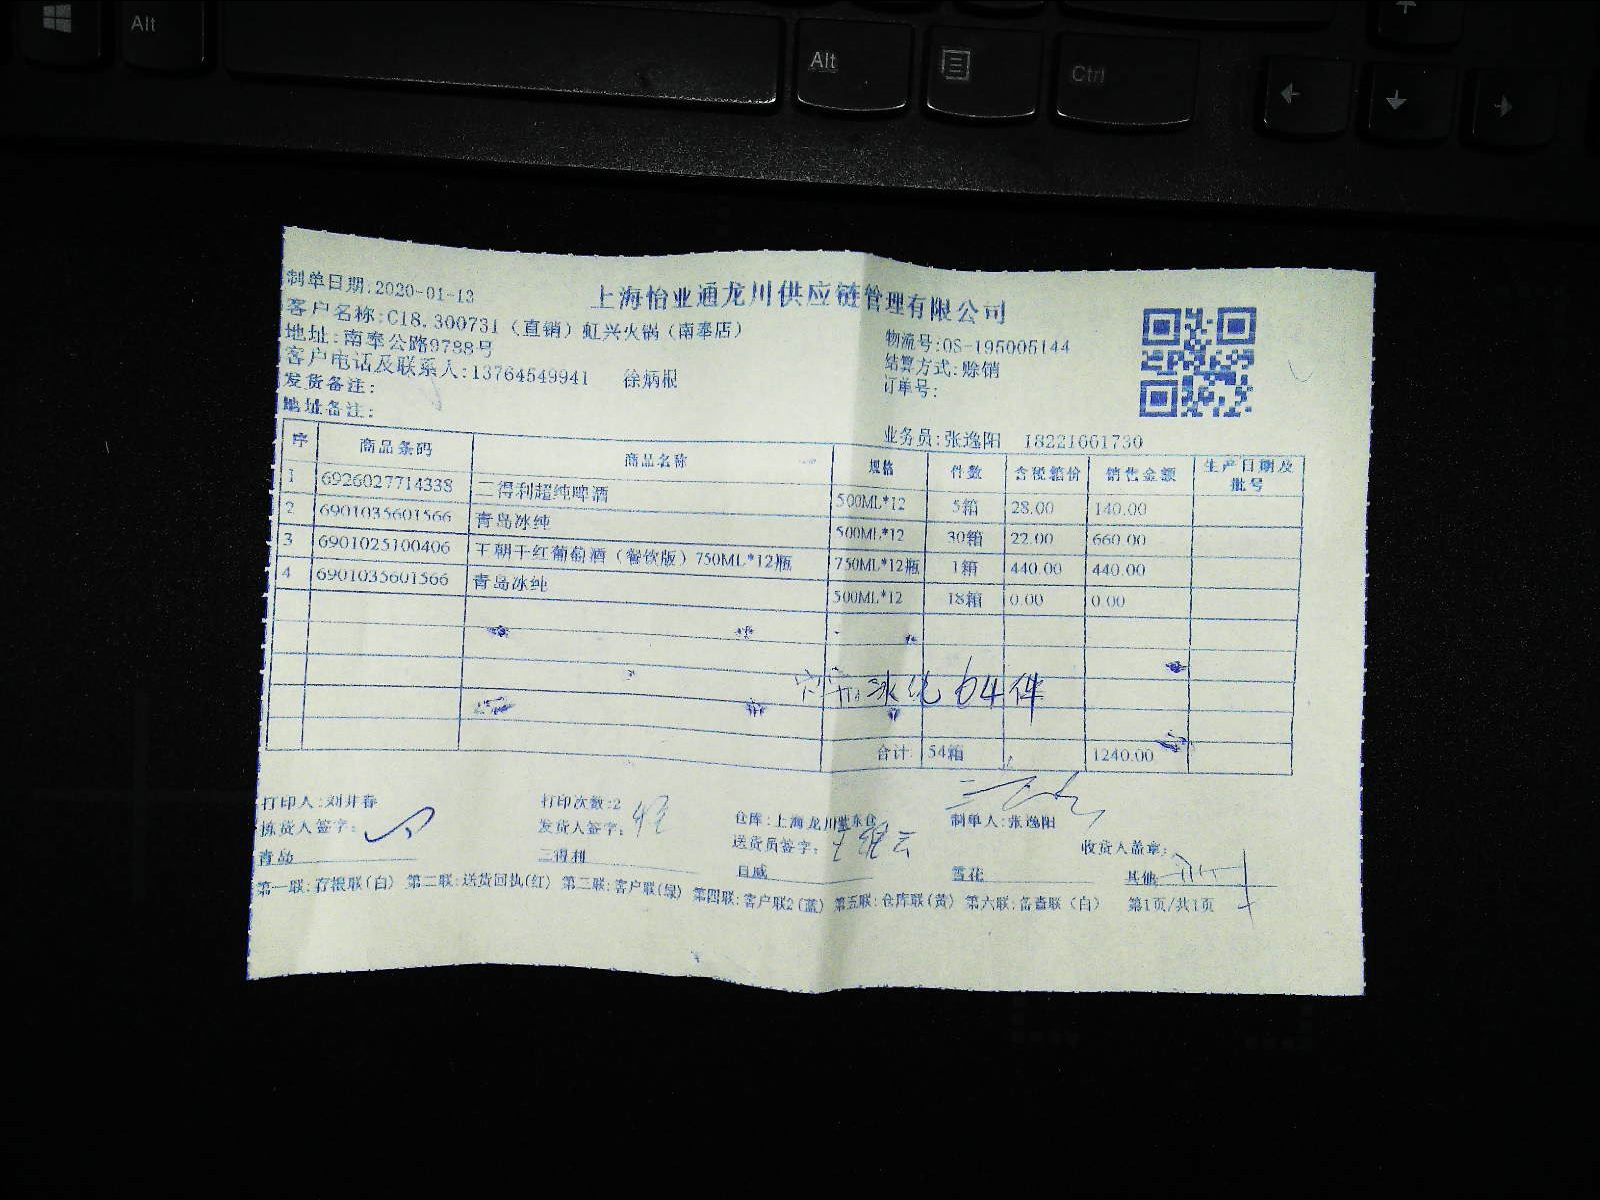 Alt
Alt
Ctrl
上海怡业通龙川供应链管理有限公司
制单日期:2020-01-13
客户名称:C18.300731（直销）虹兴火锅（南奉店）
地址:南奉公路9788号
客户电话及联系人:13764549941 徐炳根
发货备注:
地址备注:
物流号:OS-195005144
结算方式:赊销
订单号:
业务员:张逸阳 18221661730
序 商品条码 商品名称 规格 件数 含税箱价 销售金额 生产日期及批号
1 6926027714338 三得利超纯啤酒 500ML*12 5箱 28.00 140.00
2 6901035601566 青岛冰纯 500ML*12 30箱 22.00 660.00
3 6901025100406 王朝干红葡萄酒（餐饮版）750ML*12瓶 750ML*12瓶 1箱 440.00 440.00
4 6901035601566 青岛冰纯 500ML*12 18箱 0.00 0.00
冰纯64件
合计: 54箱 1240.00
打印人:刘井春 打印次数:2 仓库:上海龙川浦东仓 制单人:张逸阳
拣货人签字: 发货人签字: 送货员签字: 收货人盖章:
青岛 三得利 百威 雪花 其他
第一联:存根联(白) 第二联:送货回执(红) 第三联:客户联(绿) 第四联:客户联2(蓝) 第五联:仓库联(黄) 第六联:备查联（白） 第1页/共1页